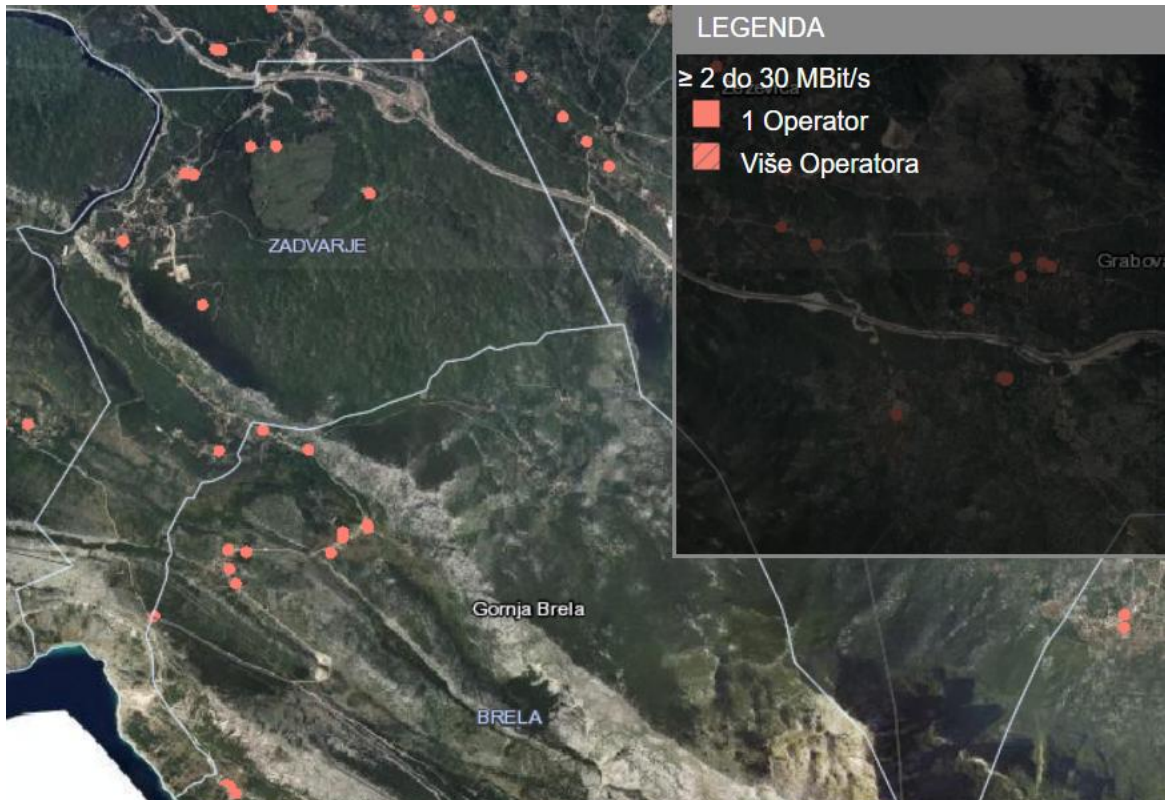 LEGENDA
≥ 2 do 30 MBit/s
1 Operator
Više Operatora
ZADVARJE
Gornja Brela
BRELA